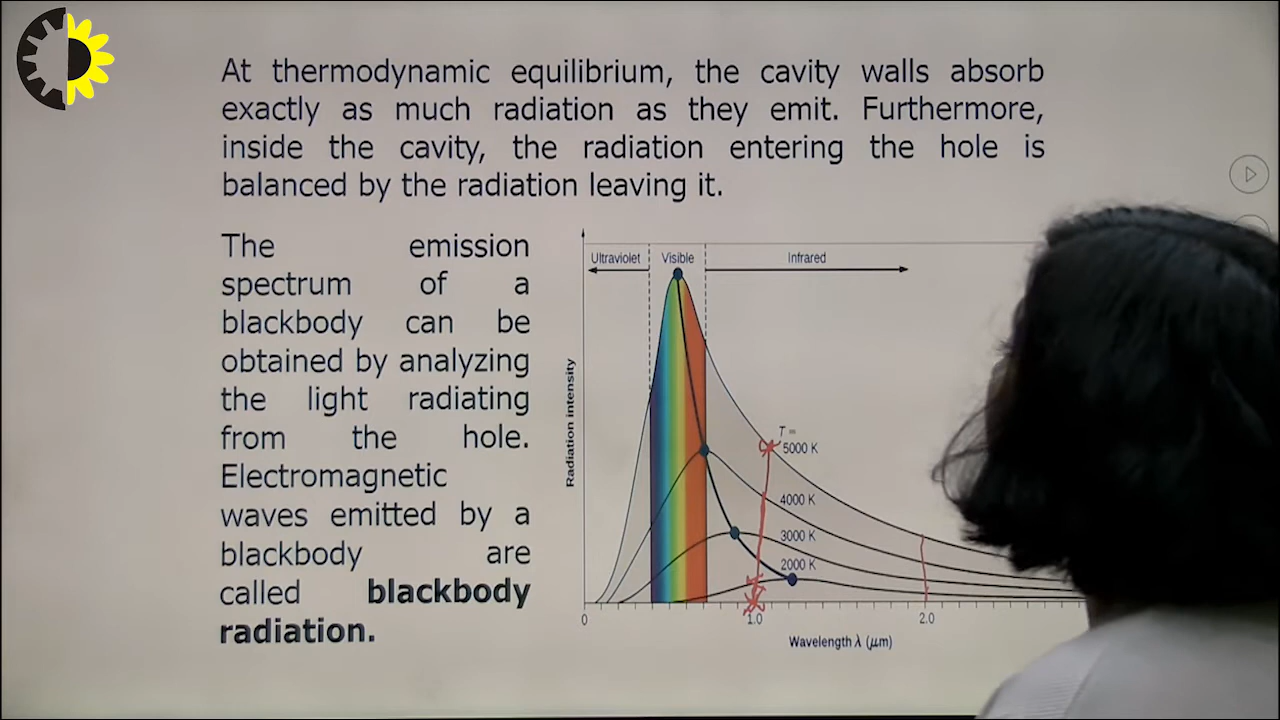 At thermodynamic equilibrium, the cavity walls absorb
exactly as much radiation as they emit. Furthermore,
inside the cavity, the radiation entering the hole is
balanced by the radiation leaving it.
The emission
spectrum of a
blackbody can be
obtained by analyzing
the light radiating
from the hole.
Electromagnetic
waves emitted by a
blackbody are
called blackbody
radiation.
Ultraviolet
Visible
Infrared
Radiation intensity
T =
5000 K
4000 K
3000 K
2000 K
0
1.0
2.0
Wavelength λ (μm)